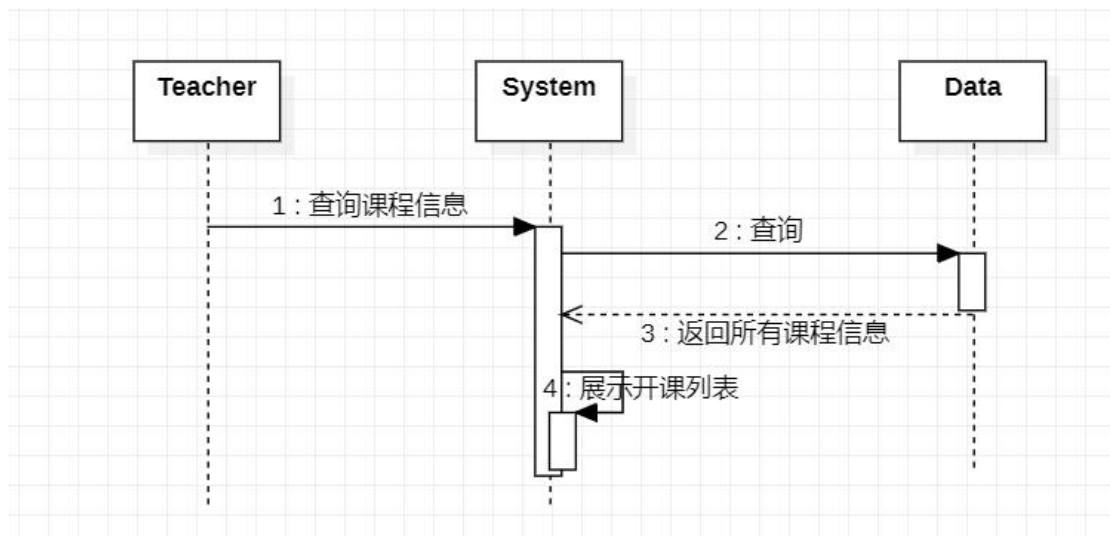 Teacher
System
Data
1 : 查询课程信息
2 : 查询
3 : 返回所有课程信息
4 : 展示开课列表